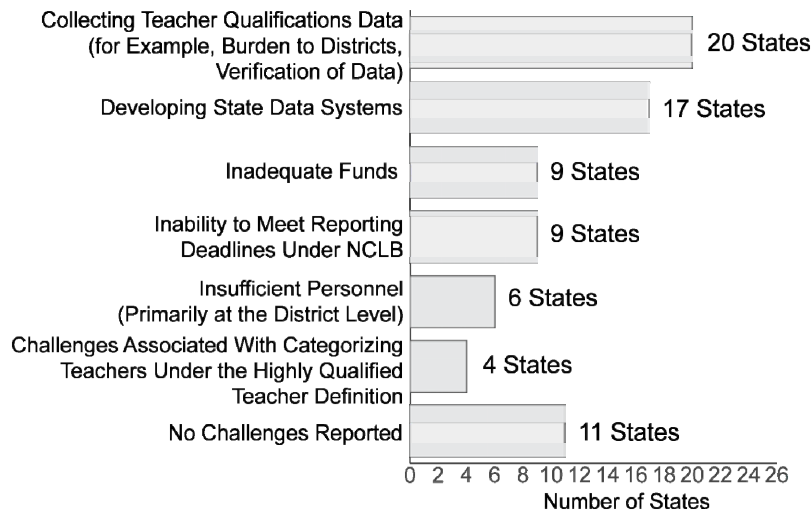 Collecting Teacher Qualifications Data
(for Example, Burden to Districts,
Verification of Data)
20 States
Developing State Data Systems
17 States
Inadequate Funds
9 States
Inability to Meet Reporting
Deadlines Under NCLB
9 States
Insufficient Personnel
(Primarily at the District Level)
6 States
Challenges Associated With Categorizing
Teachers Under the Highly Qualified
Teacher Definition
4 States
No Challenges Reported
11 States
0 2 4 6 8 10 12 14 16 18 20 22 24 26
Number of States